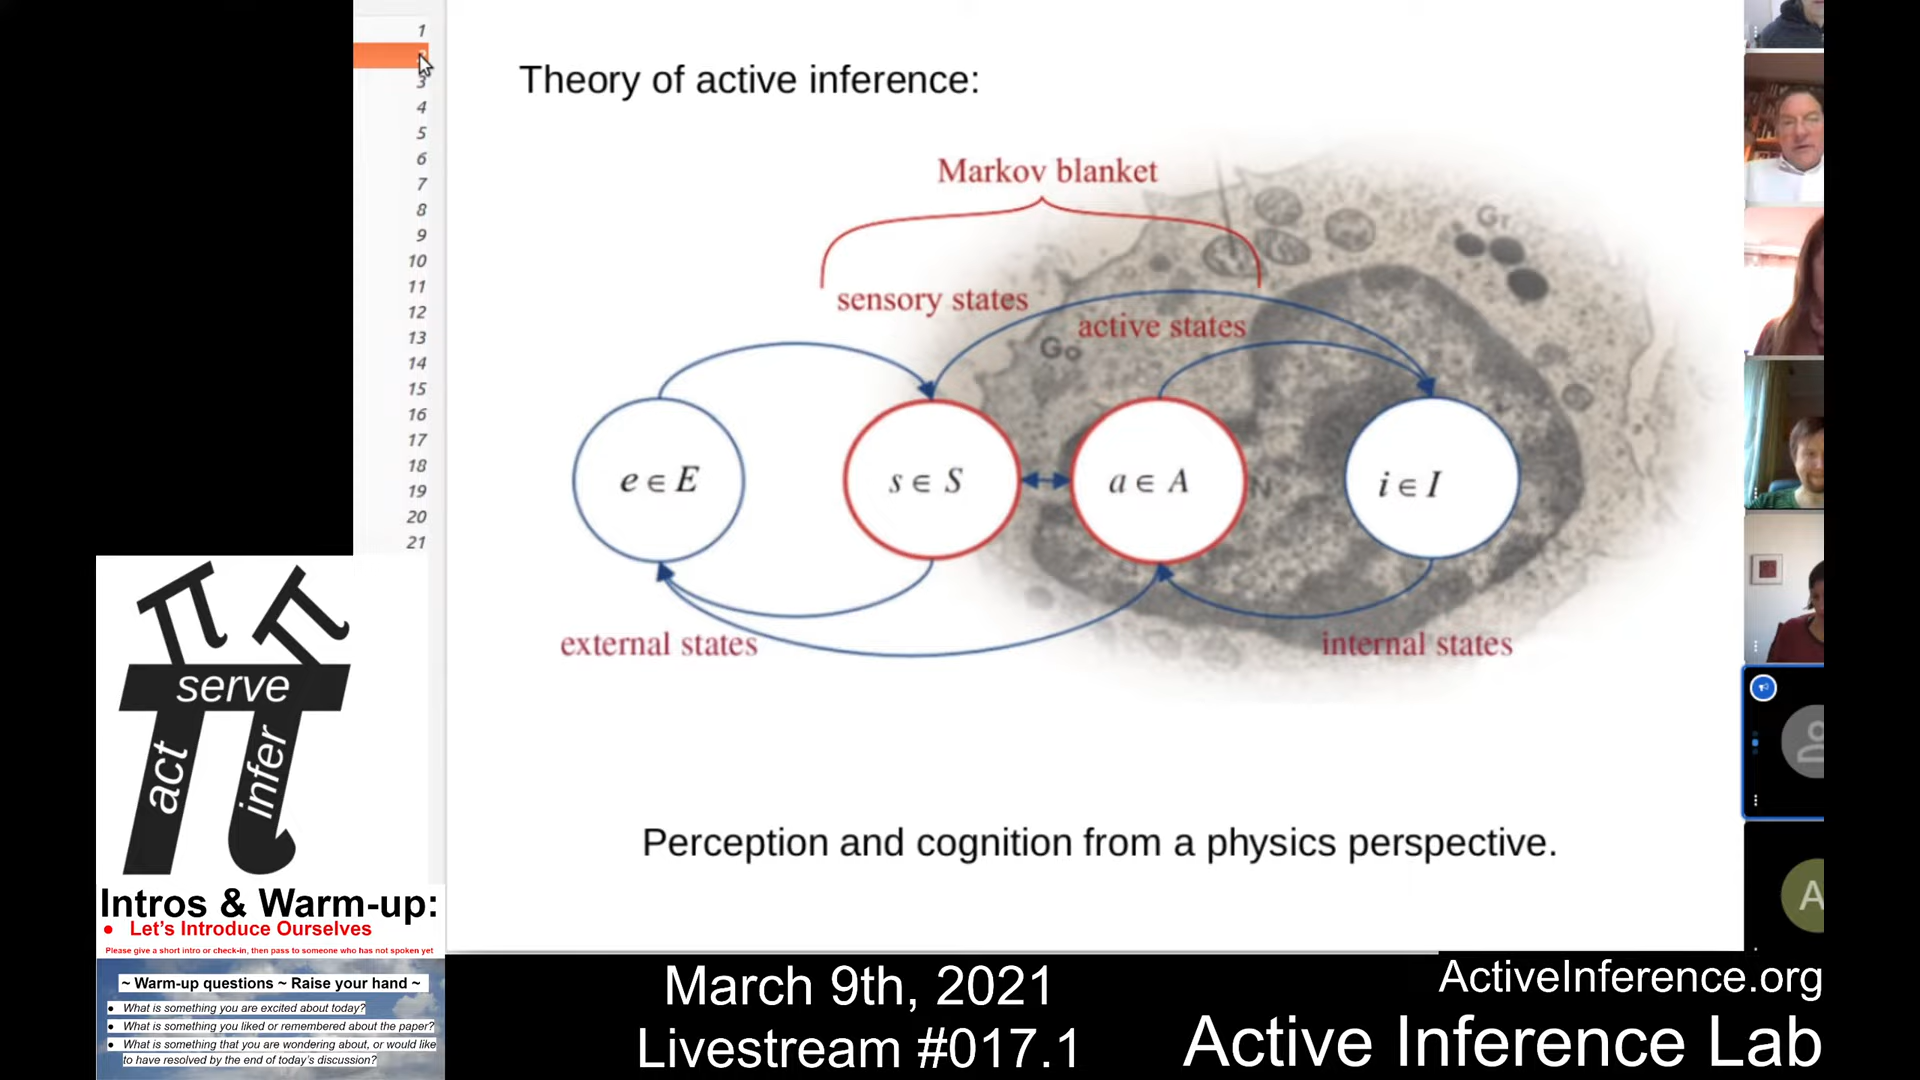 1
3
4
5
6
7
8
9
10
11
12
13
14
15
16
17
18
19
20
21
Theory of active inference:
Markov blanket
sensory states
active states
Gr
Go
e ∈ E
s ∈ S
a ∈ A
N
i ∈ I
external states
internal states
Perception and cognition from a physics perspective.
serve
act
infer
Intros & Warm-up:
● Let's Introduce Ourselves
Please give a short intro or check-in, then pass to someone who has not spoken yet
~ Warm-up questions ~ Raise your hand ~
● What is something you are excited about today?
● What is something you liked or remembered about the paper?
● What is something that you are wondering about, or would like
to have resolved by the end of today's discussion?
March 9th, 2021
Livestream #017.1
ActiveInference.org
Active Inference Lab
A